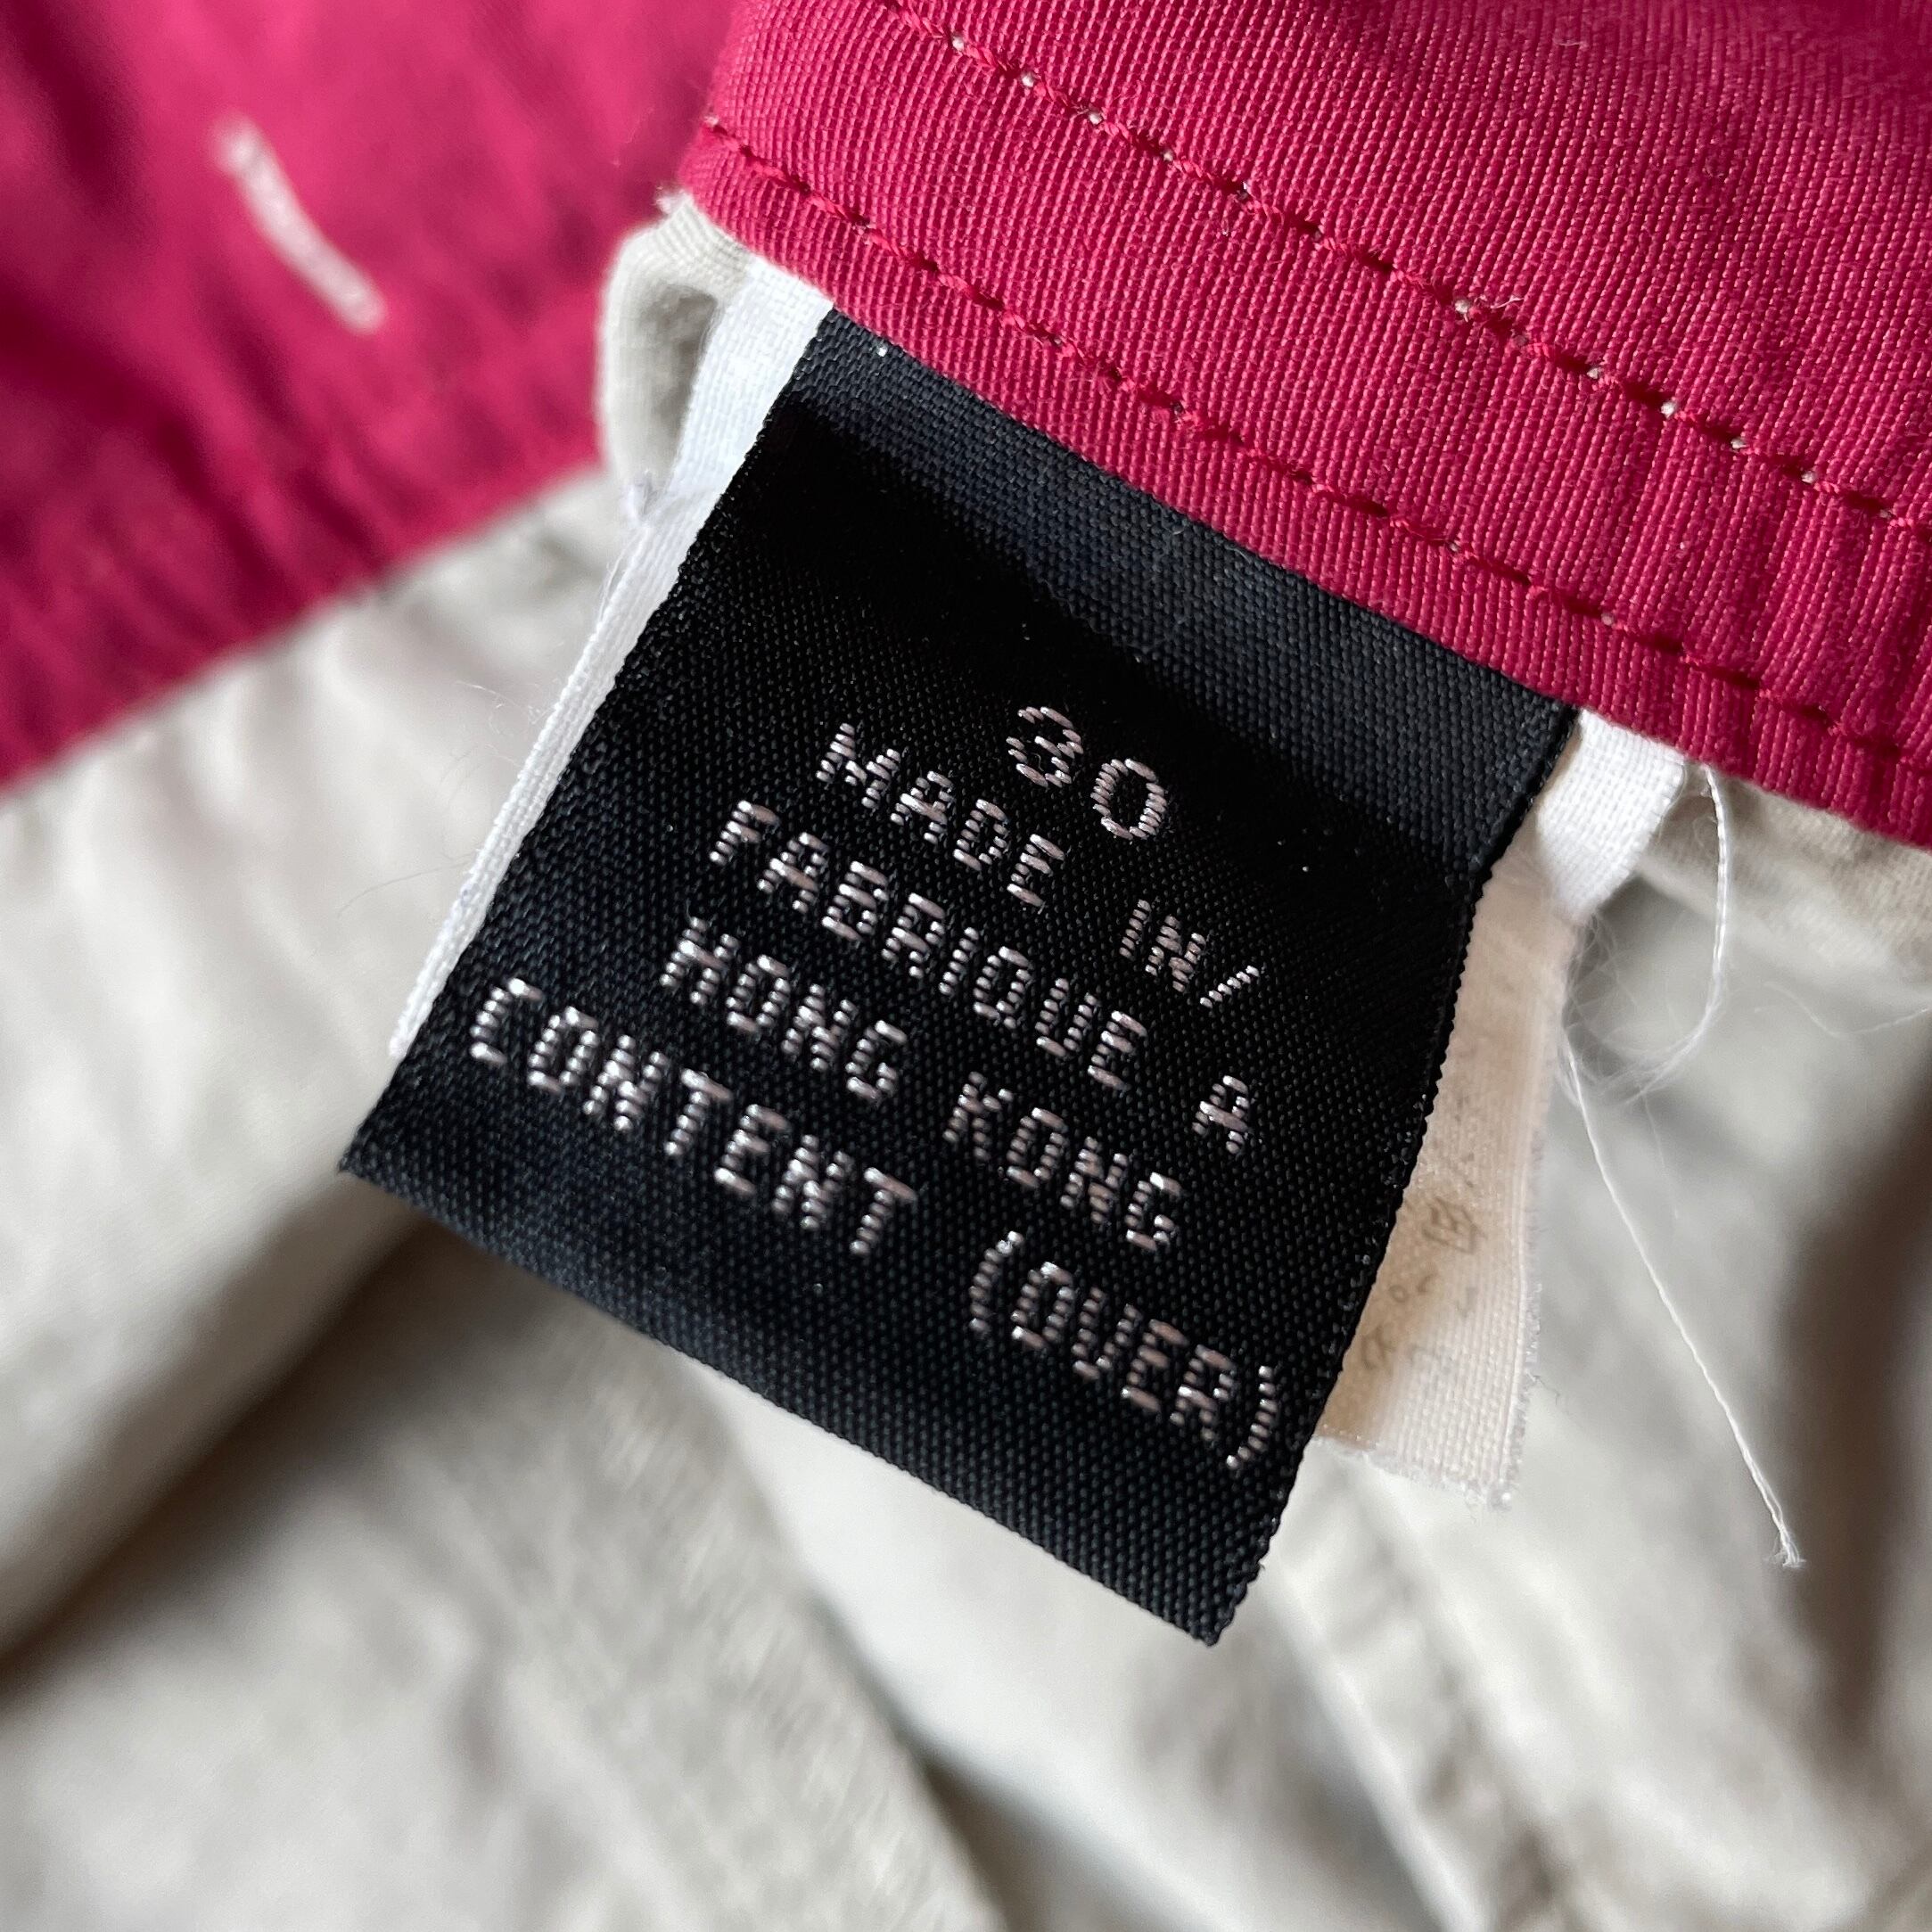 30
MADE IN/
FABRIQUE A
HONG KONG
CONTENT (OVER)